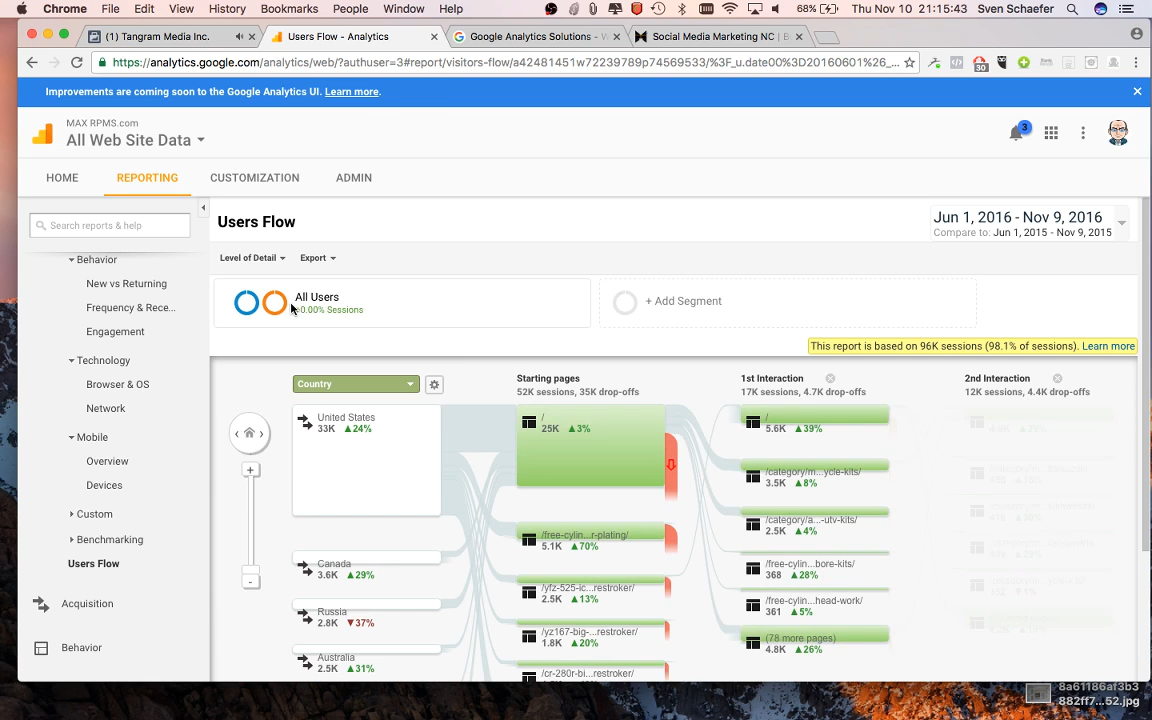 Chrome File Edit View History Bookmarks People Window Help 68% Thu Nov 10 21:15:43 Sven Schaefer
(1) Tangram Media Inc.
Users Flow - Analytics
Google Analytics Solutions - 
Social Media Marketing NC | B
https://analytics.google.com/analytics/web/?authuser=3#report/visitors-flow/a42481451w72239789p74569533/%3F_u.date00%3D20160601%26_...
30
Improvements are coming soon to the Google Analytics UI. Learn more.
MAX RPMS.com
All Web Site Data
3
HOME REPORTING CUSTOMIZATION ADMIN
Search reports & help
Behavior
New vs Returning
Frequency & Rece...
Engagement
Technology
Browser & OS
Network
Mobile
Overview
Devices
Custom
Benchmarking
Users Flow
Acquisition
Behavior
Users Flow
Jun 1, 2016 - Nov 9, 2016
Compare to: Jun 1, 2015 - Nov 9, 2015
Level of Detail Export
All Users
0.00% Sessions
+ Add Segment
This report is based on 96K sessions (98.1% of sessions). Learn more
Country
United States
33K 24%
Canada
3.6K 29%
Russia
2.8K 37%
Australia
2.5K 31%
Starting pages
52K sessions, 35K drop-offs
/
25K 3%
/free-cylin...r-plating/
5.1K 70%
/yfz-525-ic...restroker/
2.5K 13%
/yz167-big-...restroker/
1.8K 20%
/cr-280r-bi...restroker/
1st Interaction
17K sessions, 4.7K drop-offs
/
5.6K 39%
/category/m...ycle-kits/
3.5K 8%
/category/a...-utv-kits/
2.5K 4%
/free-cylin...bore-kits/
368 28%
/free-cylin...head-work/
361 5%
(78 more pages)
4.8K 26%
2nd Interaction
12K sessions, 4.4K drop-offs
8a61186af3b3
882ff7...52.jpg